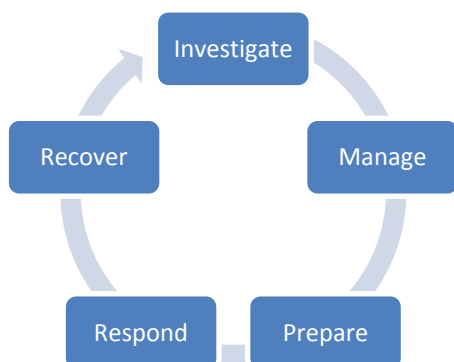 Investigate
Manage
Prepare
Respond
Recover